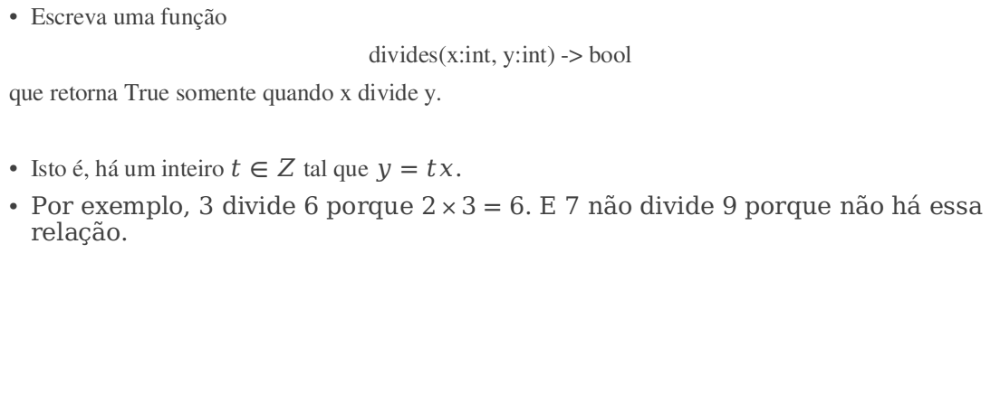 • Escreva uma função
divides(x:int, y:int) -> bool
que retorna True somente quando x divide y.
• Isto é, há um inteiro t ∈ Z tal que y = tx.
• Por exemplo, 3 divide 6 porque 2 × 3 = 6. E 7 não divide 9 porque não há essa
relação.